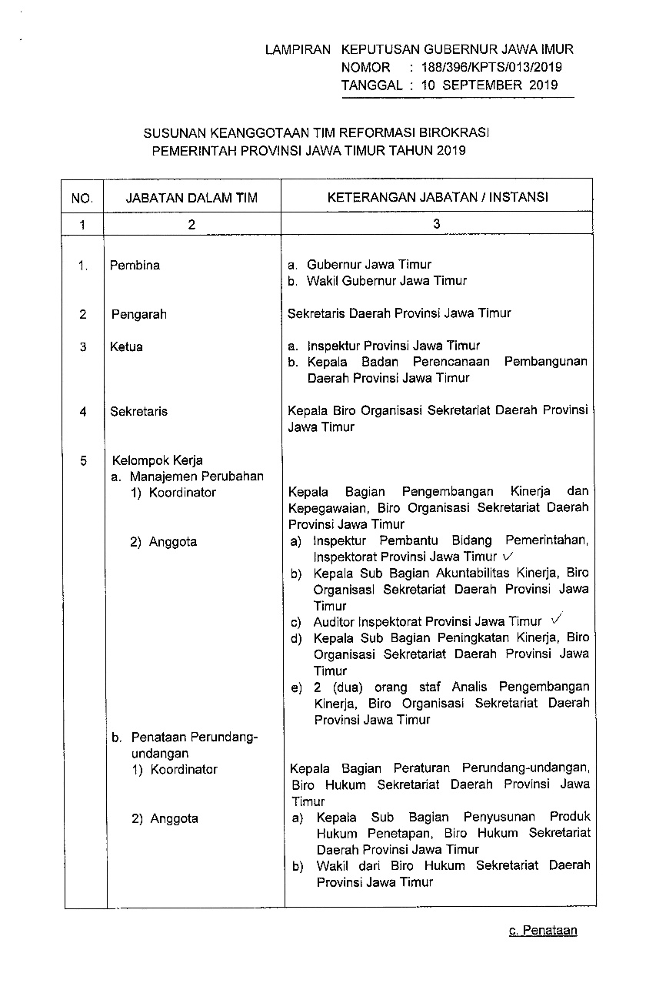 LAMPIRAN KEPUTUSAN GUBERNUR JAWA IMUR
NOMOR : 188/396/KPTS/013/2019
TANGGAL : 10 SEPTEMBER 2019
SUSUNAN KEANGGOTAAN TIM REFORMASI BIROKRASI
PEMERINTAH PROVINSI JAWA TIMUR TAHUN 2019
NO. JABATAN DALAM TIM KETERANGAN JABATAN / INSTANSI
1 2 3
1. Pembina a. Gubernur Jawa Timur
b. Wakil Gubernur Jawa Timur
2 Pengarah Sekretaris Daerah Provinsi Jawa Timur
3 Ketua a. Inspektur Provinsi Jawa Timur
b. Kepala Badan Perencanaan Pembangunan
Daerah Provinsi Jawa Timur
4 Sekretaris Kepala Biro Organisasi Sekretariat Daerah Provinsi
Jawa Timur
5 Kelompok Kerja
a. Manajemen Perubahan
1) Koordinator Kepala Bagian Pengembangan Kinerja dan
Kepegawaian, Biro Organisasi Sekretariat Daerah
Provinsi Jawa Timur
2) Anggota a) Inspektur Pembantu Bidang Pemerintahan,
Inspektorat Provinsi Jawa Timur ✓
b) Kepala Sub Bagian Akuntabilitas Kinerja, Biro
Organisasi Sekretariat Daerah Provinsi Jawa
Timur
c) Auditor Inspektorat Provinsi Jawa Timur ✓
d) Kepala Sub Bagian Peningkatan Kinerja, Biro
Organisasi Sekretariat Daerah Provinsi Jawa
Timur
e) 2 (dua) orang staf Analis Pengembangan
Kinerja, Biro Organisasi Sekretariat Daerah
Provinsi Jawa Timur
b. Penataan Perundang-
undangan
1) Koordinator Kepala Bagian Peraturan Perundang-undangan,
Biro Hukum Sekretariat Daerah Provinsi Jawa
Timur
2) Anggota a) Kepala Sub Bagian Penyusunan Produk
Hukum Penetapan, Biro Hukum Sekretariat
Daerah Provinsi Jawa Timur
b) Wakil dari Biro Hukum Sekretariat Daerah
Provinsi Jawa Timur
c. Penataan